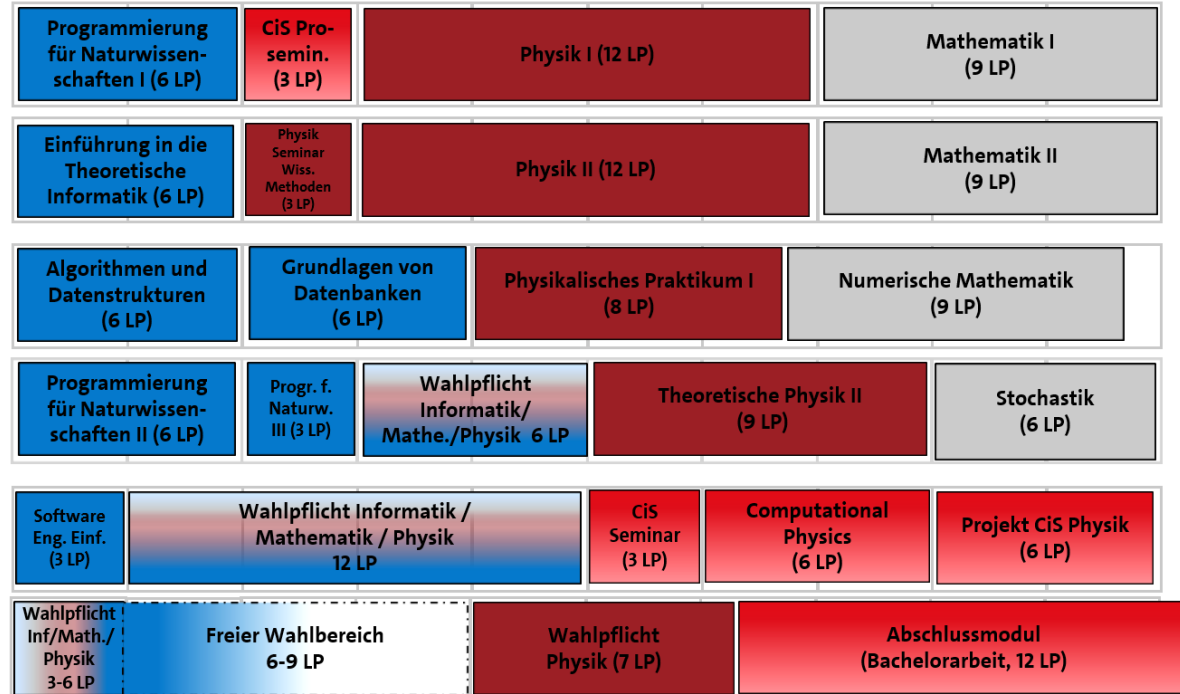 Programmierung
für Naturwissen-
schaften I (6 LP)
CiS Pro-
semin.
(3 LP)
Physik I (12 LP)
Mathematik I
(9 LP)
Einführung in die
Theoretische
Informatik (6 LP)
Physik
Seminar
Wiss.
Methoden
(3 LP)
Physik II (12 LP)
Mathematik II
(9 LP)
Algorithmen und
Datenstrukturen
(6 LP)
Grundlagen von
Datenbanken
(6 LP)
Physikalisches Praktikum I
(8 LP)
Numerische Mathematik
(9 LP)
Programmierung
für Naturwissen-
schaften II (6 LP)
Progr. f.
Naturw.
III (3 LP)
Wahlpflicht
Informatik/
Mathe./Physik 6 LP
Theoretische Physik II
(9 LP)
Stochastik
(6 LP)
Software
Eng. Einf.
(3 LP)
Wahlpflicht Informatik /
Mathematik / Physik
12 LP
CiS
Seminar
(3 LP)
Computational
Physics
(6 LP)
Projekt CiS Physik
(6 LP)
Wahlpflicht
Inf/Math./
Physik
3-6 LP
Freier Wahlbereich
6-9 LP
Wahlpflicht
Physik (7 LP)
Abschlussmodul
(Bachelorarbeit, 12 LP)